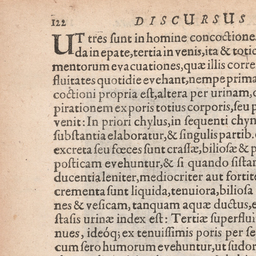 122 DISCURSUS
UT tres sunt in homine concoctione
da in epate, tertia in venis, ita & totid
mentorum evacuationes, quæ illis corre
fluitates quotidie evehant, nempe prima
coctioni propria est, altera per urinam, 
pirationem ex poris totius corporis, seu p
venit: In priori chylus, in sequenti chym
substantia elaboratur, & singulis partib.
excreta seu fœces sunt crassæ, biliosæ &
posticam evehuntur, & si quando sistan
ducentia leniter, mediocriter aut fortite
crementa sunt liquida, tenuiora, biliosa
nes & vesicam, tanquam aquæ ductus, e
stasis urinæ index est: Tertiæ superflui
nues, ideóq; ex tenuissimis poris per se
cum sero humorum evehuntur, ut sudor